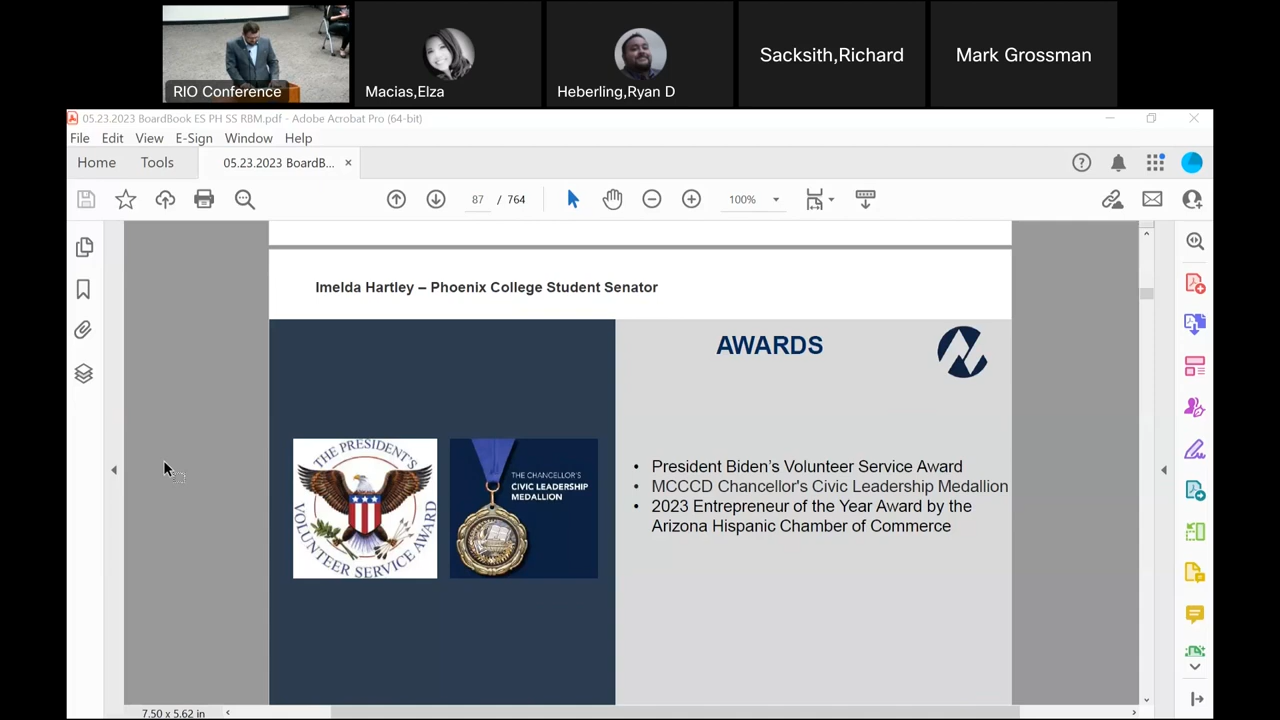 RIO Conference
Macias,Elza
Heberling,Ryan D
Sacksith,Richard
Mark Grossman
05.23.2023 BoardBook ES PH SS RBM.pdf - Adobe Acrobat Pro (64-bit)
File Edit View E-Sign Window Help
Home Tools 05.23.2023 BoardB... ×
87 / 764 100%
Imelda Hartley – Phoenix College Student Senator
AWARDS
THE PRESIDENT'S
VOLUNTEER SERVICE AWARD
THE CHANCELLOR'S
CIVIC LEADERSHIP
MEDALLION
• President Biden's Volunteer Service Award
• MCCCD Chancellor's Civic Leadership Medallion
• 2023 Entrepreneur of the Year Award by the
Arizona Hispanic Chamber of Commerce
7.50 x 5.62 in